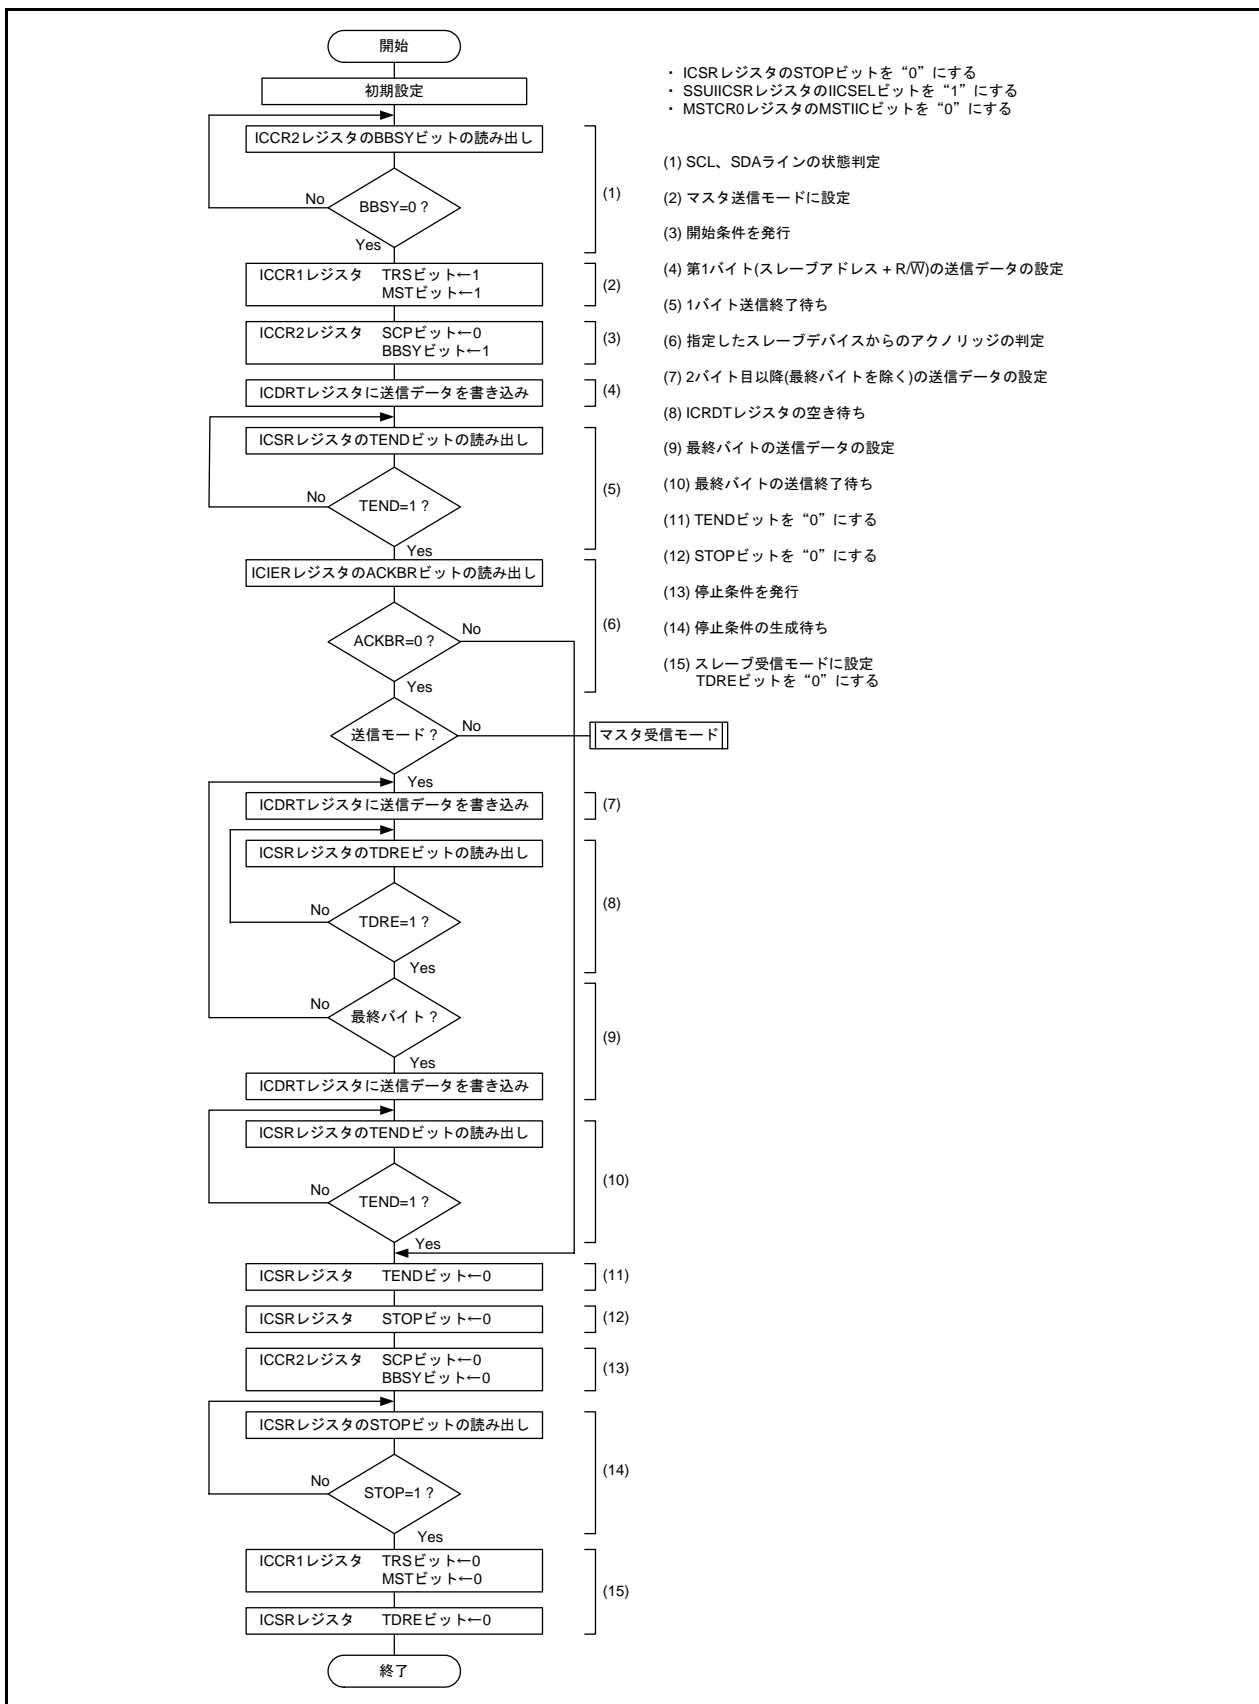 開始
初期設定
・ ICSRレジスタのSTOPビットを“0”にする
・ SSUIICSRレジスタのIICSELビットを“1”にする
・ MSTCR0レジスタのMSTIICビットを“0”にする
ICCR2レジスタのBBSYビットの読み出し
BBSY=0 ?
No
Yes
(1)
ICCR1レジスタ TRSビット←1
MSTビット←1
(2)
ICCR2レジスタ SCPビット←0
BBSYビット←1
(3)
ICDRTレジスタに送信データを書き込み
(4)
ICSRレジスタのTENDビットの読み出し
TEND=1 ?
No
Yes
(5)
ICIERレジスタのACKBRビットの読み出し
ACKBR=0 ?
No
Yes
(6)
送信モード ?
No
Yes
マスタ受信モード
ICDRTレジスタに送信データを書き込み
(7)
ICSRレジスタのTDREビットの読み出し
TDRE=1 ?
No
Yes
(8)
最終バイト ?
No
Yes
ICDRTレジスタに送信データを書き込み
(9)
ICSRレジスタのTENDビットの読み出し
TEND=1 ?
No
Yes
(10)
ICSRレジスタ TENDビット←0
(11)
ICSRレジスタ STOPビット←0
(12)
ICCR2レジスタ SCPビット←0
BBSYビット←0
(13)
ICSRレジスタのSTOPビットの読み出し
STOP=1 ?
No
Yes
(14)
ICCR1レジスタ TRSビット←0
MSTビット←0
ICSRレジスタ TDREビット←0
(15)
終了
(1) SCL、SDAラインの状態判定
(2) マスタ送信モードに設定
(3) 開始条件を発行
(4) 第1バイト(スレーブアドレス + R/W̅)の送信データの設定
(5) 1バイト送信終了待ち
(6) 指定したスレーブデバイスからのアクノリッジの判定
(7) 2バイト目以降(最終バイトを除く)の送信データの設定
(8) ICRDTレジスタの空き待ち
(9) 最終バイトの送信データの設定
(10) 最終バイトの送信終了待ち
(11) TENDビットを“0”にする
(12) STOPビットを“0”にする
(13) 停止条件を発行
(14) 停止条件の生成待ち
(15) スレーブ受信モードに設定
TDREビットを“0”にする